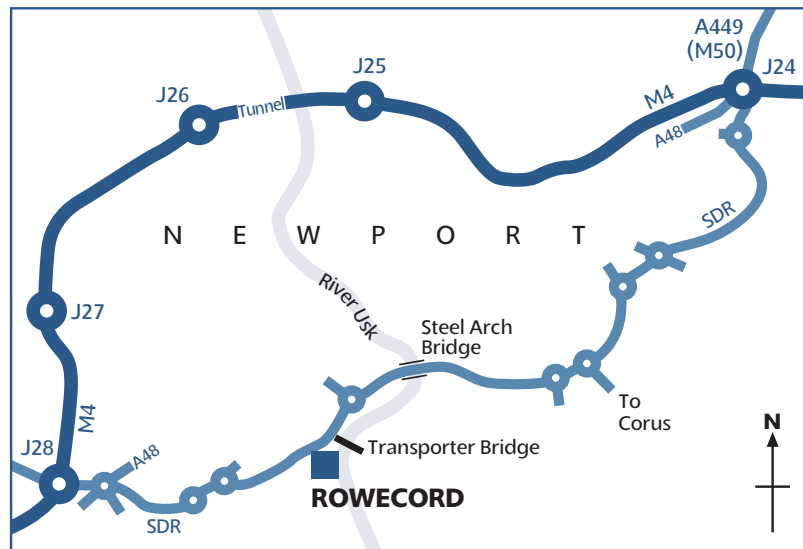 A449
(M50)
J24
J25
J26
Tunnel
M4
A48
SDR
N E W P O R T
River Usk
J27
Steel Arch
Bridge
To
Corus
M4
J28
A48
Transporter Bridge
ROWECORD
SDR
N